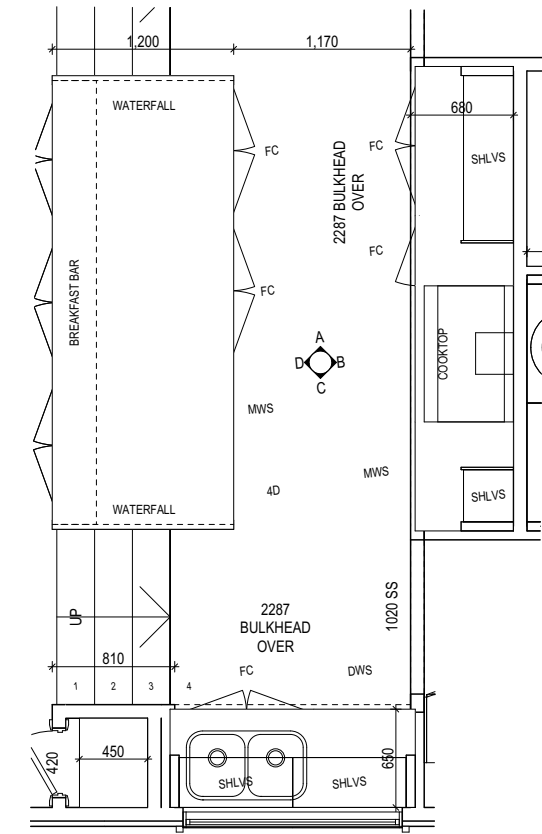 1,200
1,170
WATERFALL
680
FC
FC
SHLVS
2287 BULKHEAD
OVER
BREAKFAST BAR
FC
FC
A
D
B
C
COOKTOP
MWS
MWS
4D
SHLVS
WATERFALL
UP
2287
BULKHEAD
OVER
1020 SS
810
1
2
3
4
FC
DWS
420
450
650
SHLVS
SHLVS